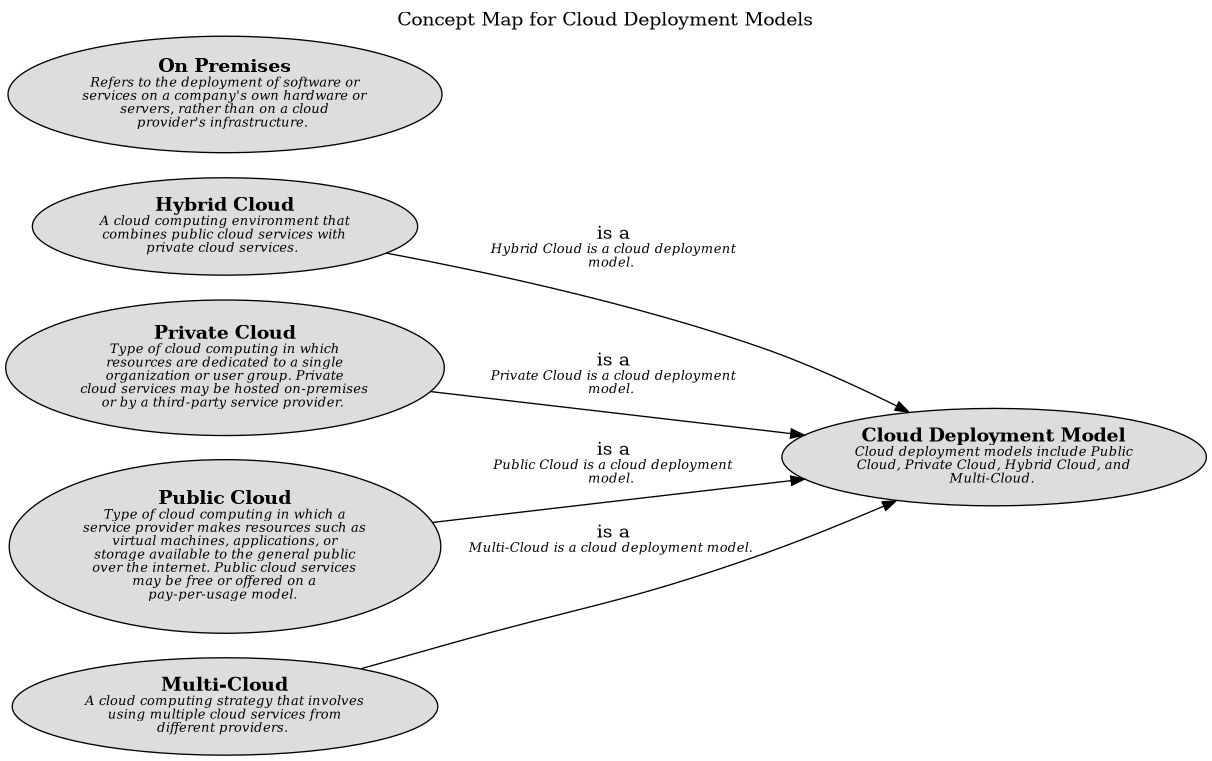 Concept Map for Cloud Deployment Models
On Premises
Refers to the deployment of software or
services on a company's own hardware or
servers, rather than on a cloud
provider's infrastructure.
Hybrid Cloud
A cloud computing environment that
combines public cloud services with
private cloud services.
is a
Hybrid Cloud is a cloud deployment
model.
Private Cloud
Type of cloud computing in which
resources are dedicated to a single
organization or user group. Private
cloud services may be hosted on-premises
or by a third-party service provider.
is a
Private Cloud is a cloud deployment
model.
Cloud Deployment Model
Cloud deployment models include Public
Cloud, Private Cloud, Hybrid Cloud, and
Multi-Cloud.
is a
Public Cloud is a cloud deployment
model.
Public Cloud
Type of cloud computing in which a
service provider makes resources such as
virtual machines, applications, or
storage available to the general public
over the internet. Public cloud services
may be free or offered on a
pay-per-usage model.
is a
Multi-Cloud is a cloud deployment model.
Multi-Cloud
A cloud computing strategy that involves
using multiple cloud services from
different providers.